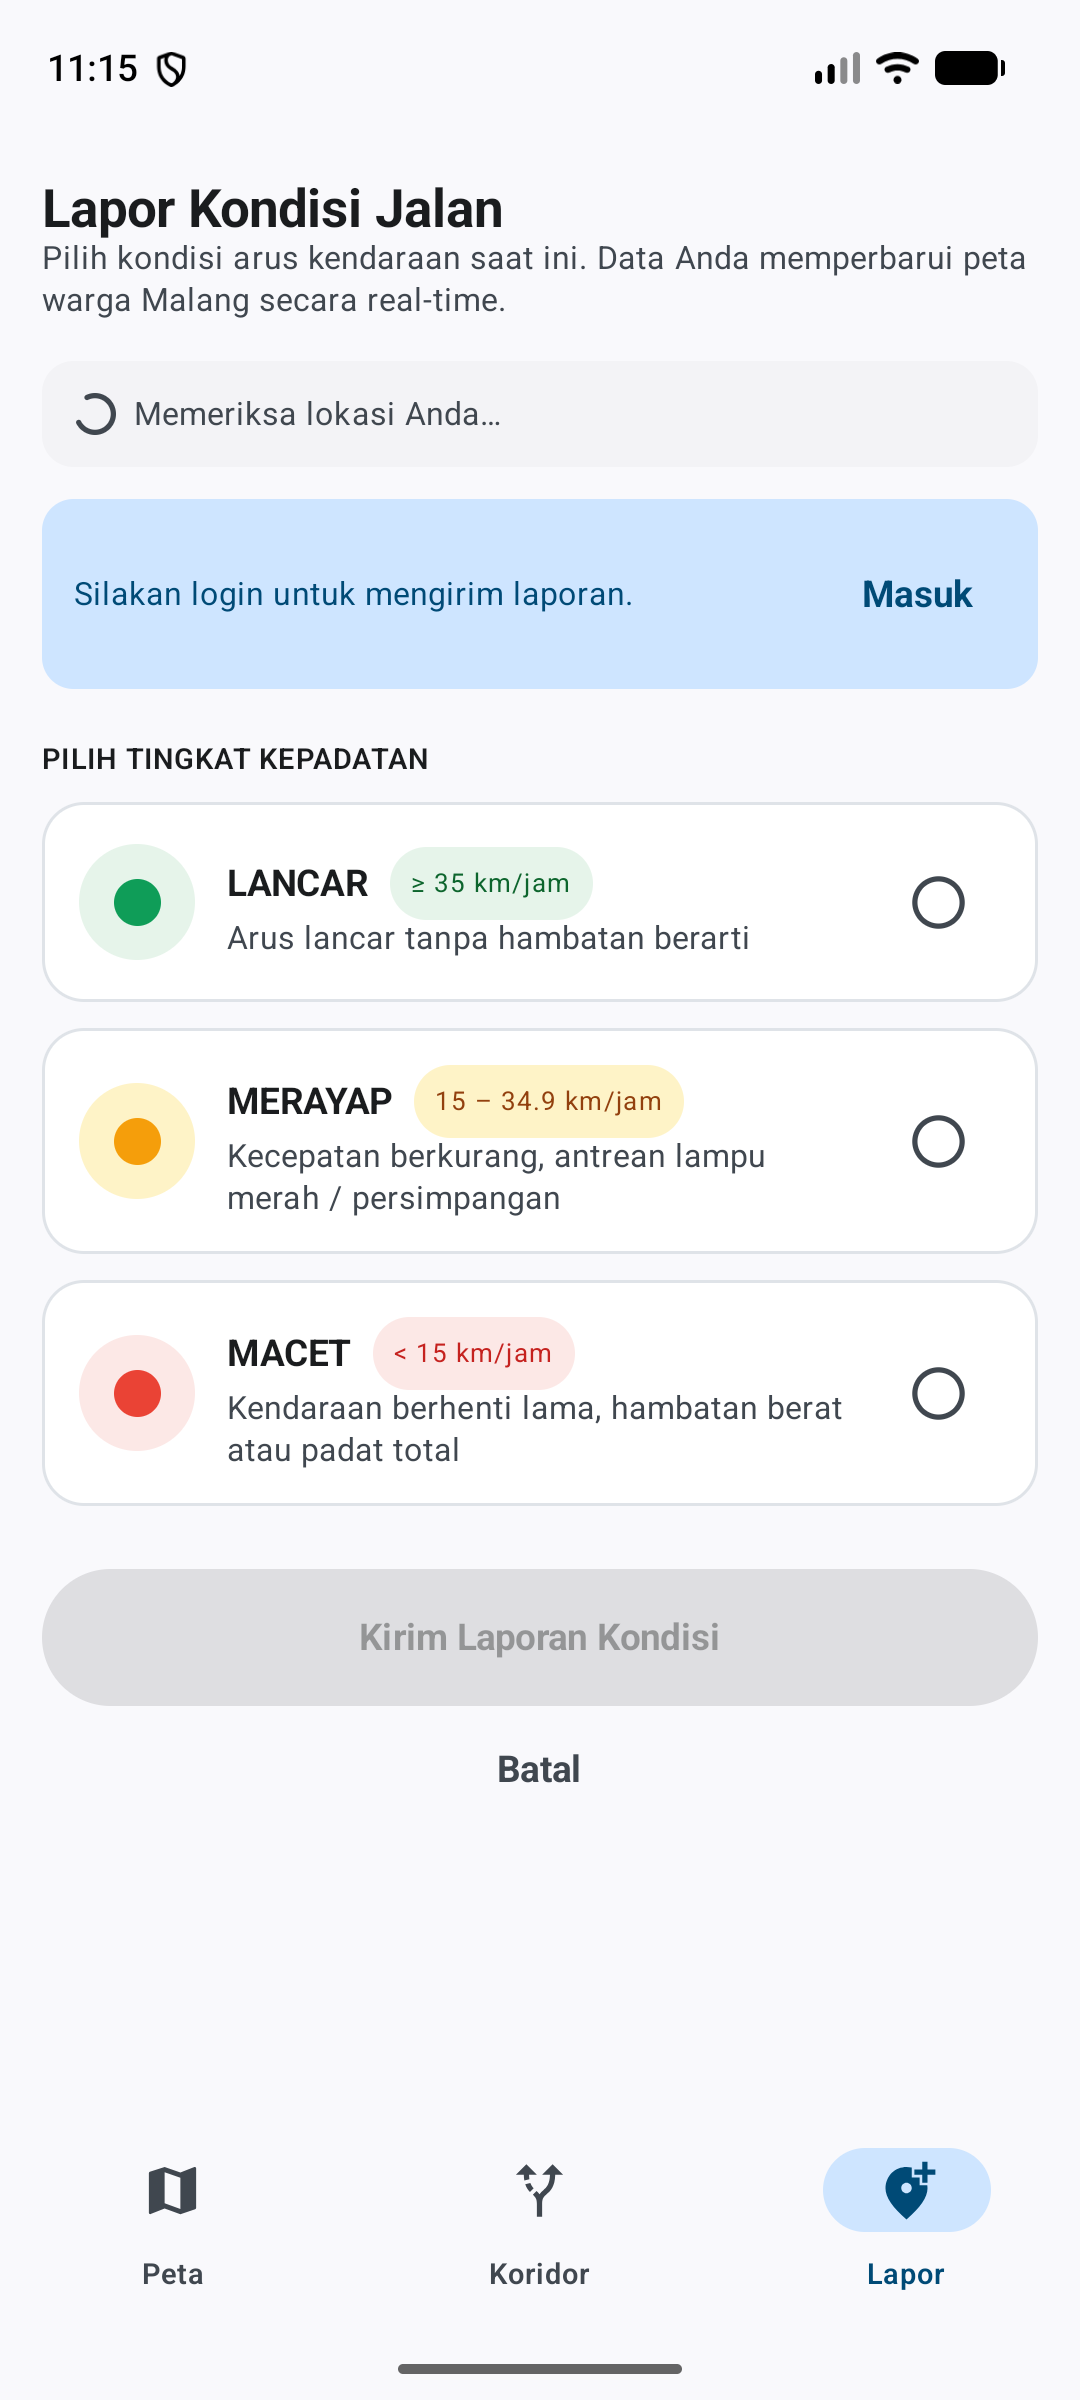 11:15
Lapor Kondisi Jalan
Pilih kondisi arus kendaraan saat ini. Data Anda memperbarui peta
warga Malang secara real-time.
Memeriksa lokasi Anda…
Silakan login untuk mengirim laporan.
Masuk
PILIH TINGKAT KEPADATAN
LANCAR
≥ 35 km/jam
Arus lancar tanpa hambatan berarti
MERAYAP
15 – 34.9 km/jam
Kecepatan berkurang, antrean lampu
merah / persimpangan
MACET
< 15 km/jam
Kendaraan berhenti lama, hambatan berat
atau padat total
Kirim Laporan Kondisi
Batal
Peta
Koridor
Lapor